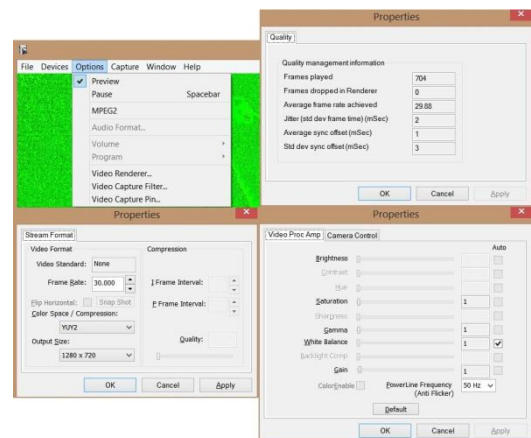 File Devices Options Capture Window Help
Preview
Pause Spacebar
MPEG2
Audio Format...
Volume
Program
Video Renderer...
Video Capture Filter...
Video Capture Pin...
Properties
Quality
Quality management information
Frames played 704
Frames dropped in Renderer 0
Average frame rate achieved 29.88
Jitter (std dev frame time) (mSec) 2
Average sync offset (mSec) 1
Std dev sync offset (mSec) 3
OK Cancel Apply
Properties
Stream Format
Video Format Compression
Video Standard: None
Frame Rate: 30.000 I Frame Interval:
Flip Horizontal: Snap Shot P Frame Interval:
Color Space / Compression:
YUY2 Quality:
Output Size:
1280 x 720
OK Cancel Apply
Properties
Video Proc Amp Camera Control
Auto
Brightness
Contrast
Hue
Saturation 1
Sharpness
Gamma 1
White Balance 1
Backlight Comp
Gain 1
ColorEnable PowerLine Frequency 50 Hz
(Anti Flicker)
Default
OK Cancel Apply